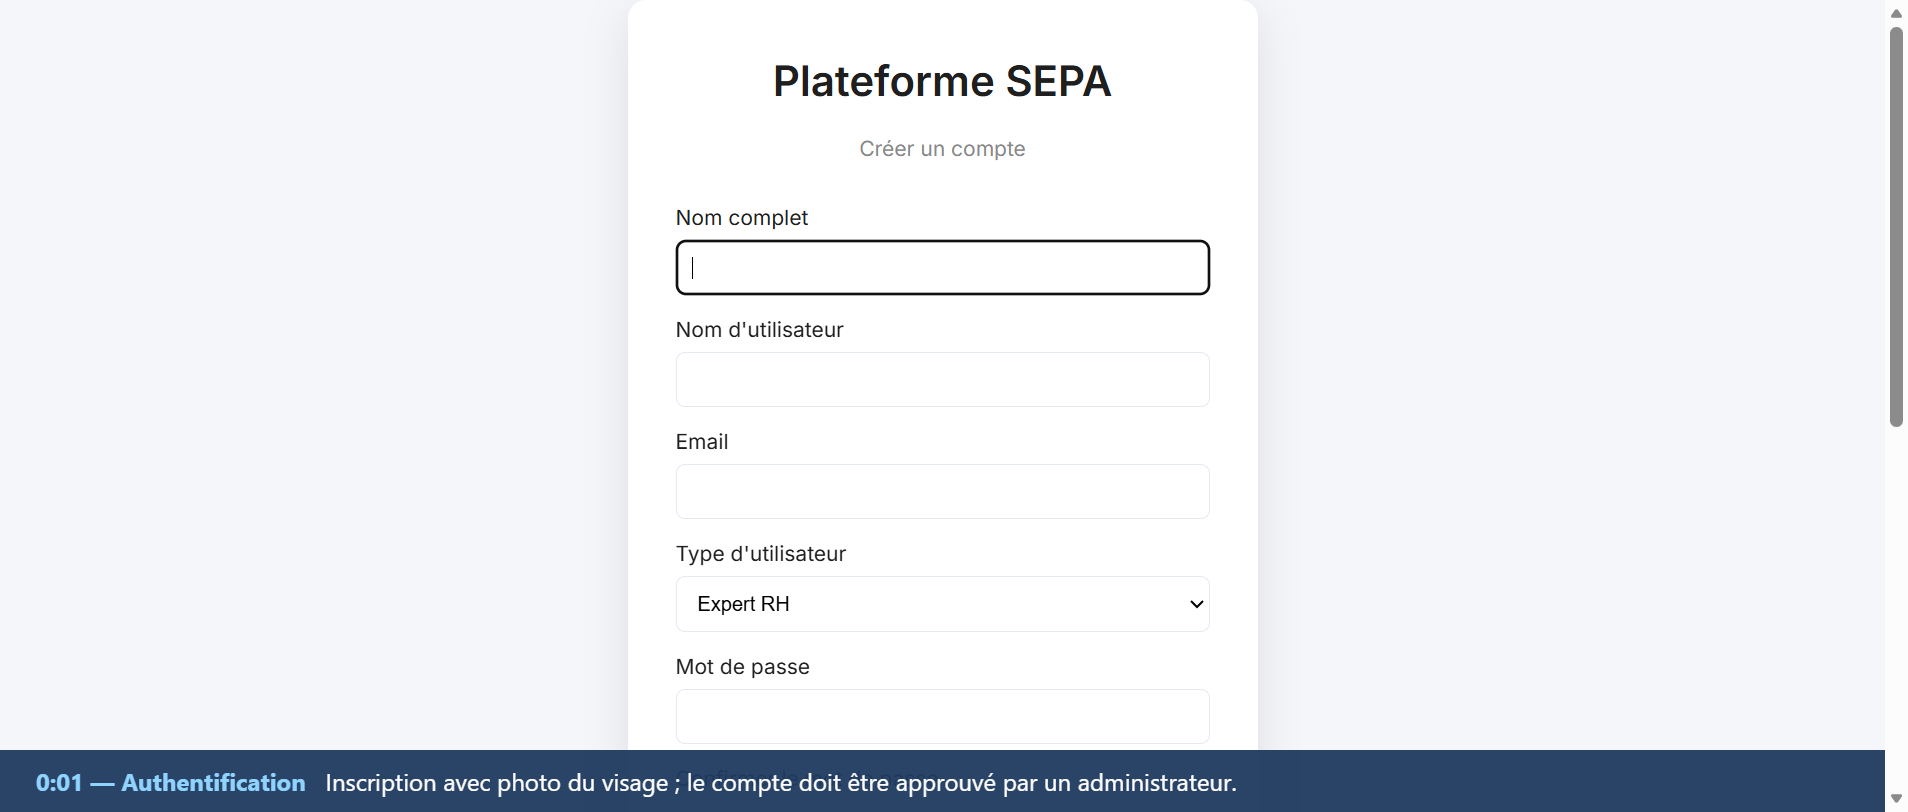 Plateforme SEPA
Créer un compte
Nom complet
Nom d'utilisateur
Email
Type d'utilisateur
Expert RH
Mot de passe
0:01 — Authentification Inscription avec photo du visage ; le compte doit être approuvé par un administrateur.